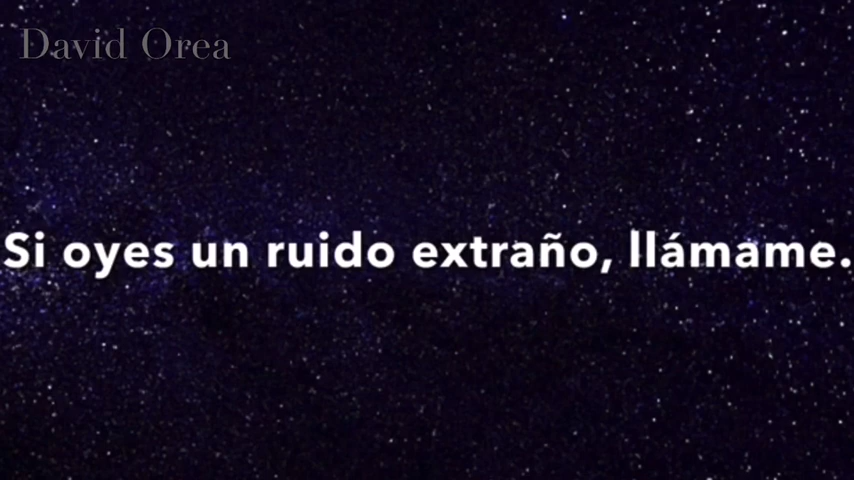 David Orea
Si oyes un ruido extraño, llámame.